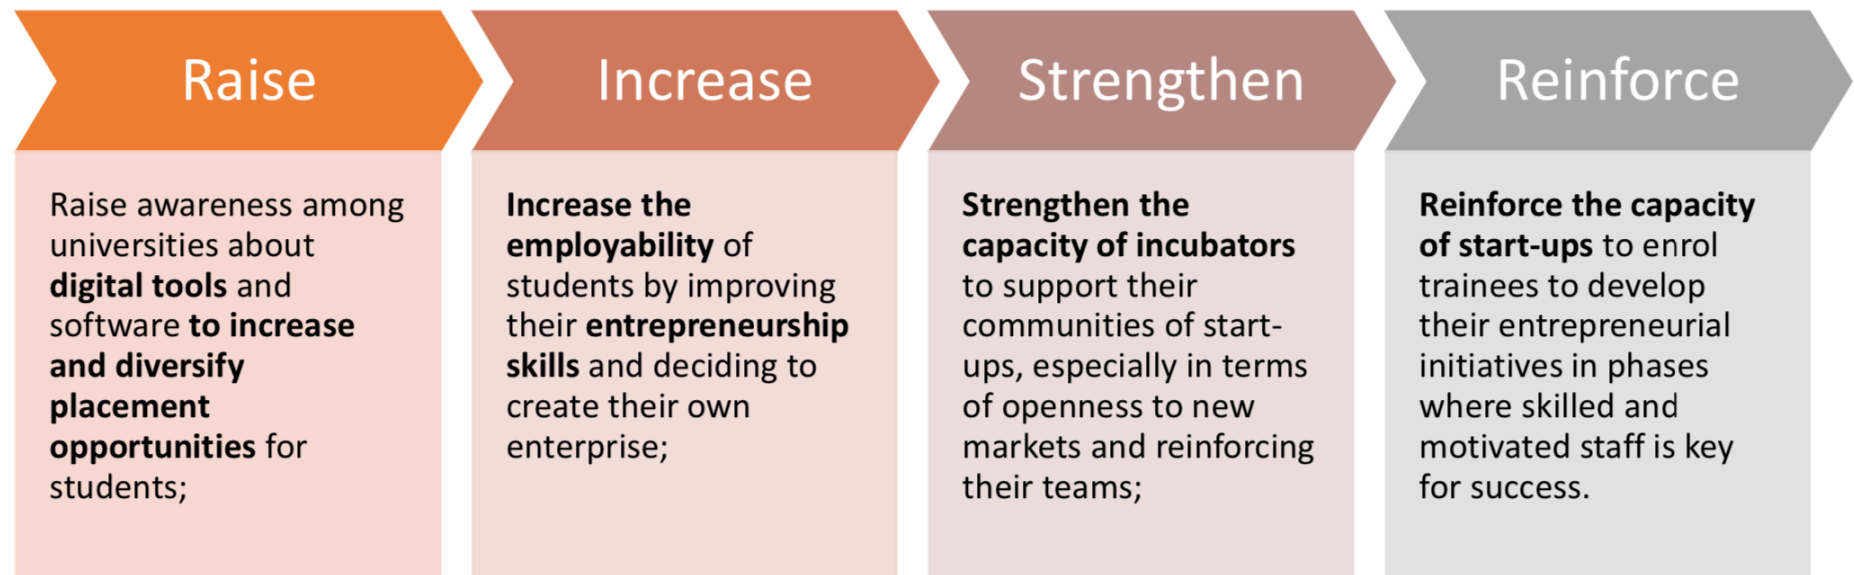 Raise
Raise awareness among
universities about
digital tools and
software to increase
and diversify
placement
opportunities for
students;
Increase
Increase the
employability of
students by improving
their entrepreneurship
skills and deciding to
create their own
enterprise;
Strengthen
Strengthen the
capacity of incubators
to support their
communities of start-
ups, especially in terms
of openness to new
markets and reinforcing
their teams;
Reinforce
Reinforce the capacity
of start-ups to enrol
trainees to develop
their entrepreneurial
initiatives in phases
where skilled and
motivated staff is key
for success.